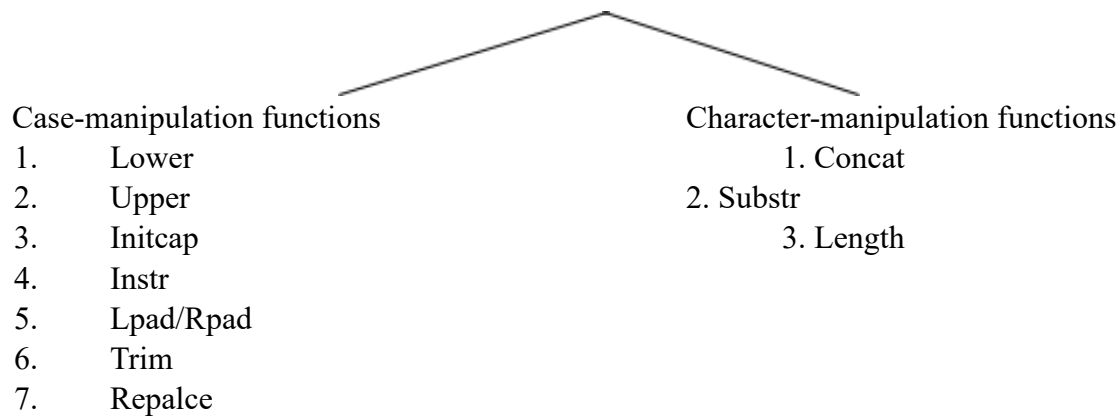 Case-manipulation functions
1. Lower
2. Upper
3. Initcap
4. Instr
5. Lpad/Rpad
6. Trim
7. Repalce
Character-manipulation functions
1. Concat
2. Substr
3. Length